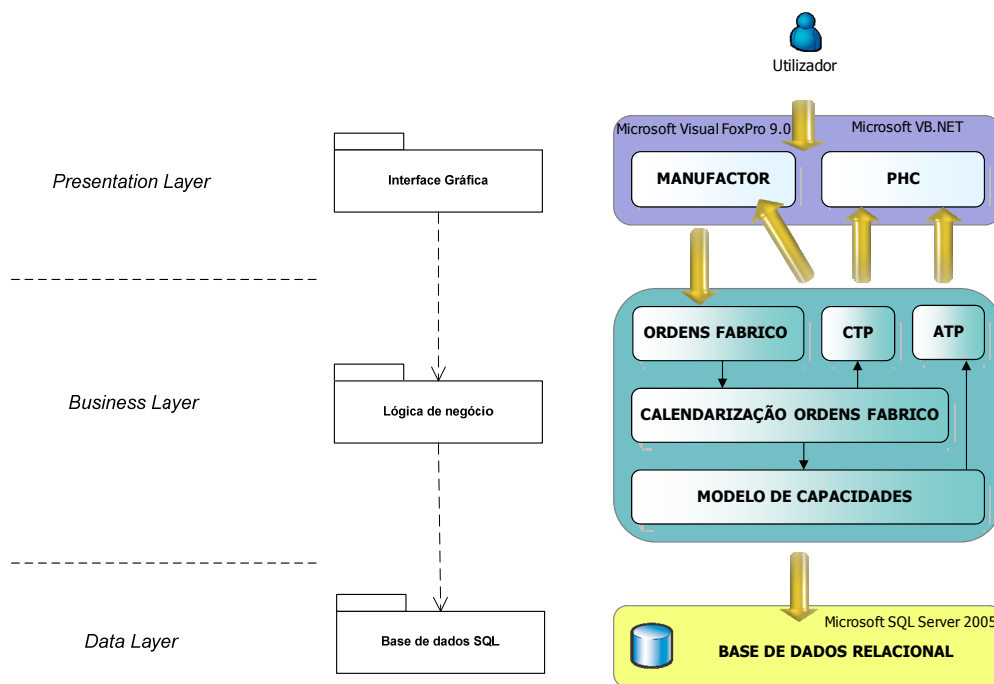 Utilizador
Microsoft Visual FoxPro 9.0
Microsoft VB.NET
Presentation Layer
Interface Gráfica
MANUFACTOR
PHC
ORDENS FABRICO
CTP
ATP
Business Layer
Lógica de negócio
CALENDARIZAÇÃO ORDENS FABRICO
MODELO DE CAPACIDADES
Microsoft SQL Server 2005
Data Layer
Base de dados SQL
BASE DE DADOS RELACIONAL